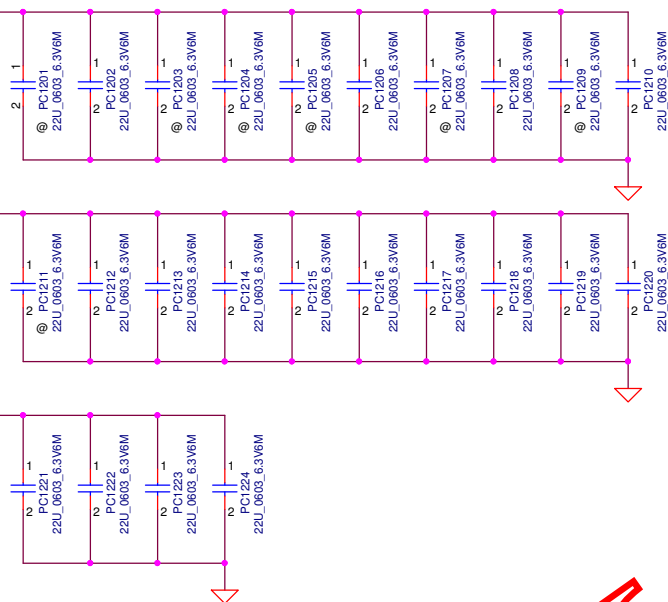 1
2
@ PC1201
22U_0603_6.3V6M
1
2
PC1202
22U_0603_6.3V6M
1
2
@ PC1203
22U_0603_6.3V6M
1
2
@ PC1204
22U_0603_6.3V6M
1
2
@ PC1205
22U_0603_6.3V6M
1
2
PC1206
22U_0603_6.3V6M
1
2
@ PC1207
22U_0603_6.3V6M
1
2
PC1208
22U_0603_6.3V6M
1
2
@ PC1209
22U_0603_6.3V6M
1
2
PC1210
22U_0603_6.3V6M
1
2
@ PC1211
22U_0603_6.3V6M
1
2
PC1212
22U_0603_6.3V6M
1
2
PC1213
22U_0603_6.3V6M
1
2
PC1214
22U_0603_6.3V6M
1
2
PC1215
22U_0603_6.3V6M
1
2
PC1216
22U_0603_6.3V6M
1
2
PC1217
22U_0603_6.3V6M
1
2
PC1218
22U_0603_6.3V6M
1
2
PC1219
22U_0603_6.3V6M
1
2
PC1220
22U_0603_6.3V6M
1
2
PC1221
22U_0603_6.3V6M
1
2
PC1222
22U_0603_6.3V6M
1
2
PC1223
22U_0603_6.3V6M
1
2
PC1224
22U_0603_6.3V6M